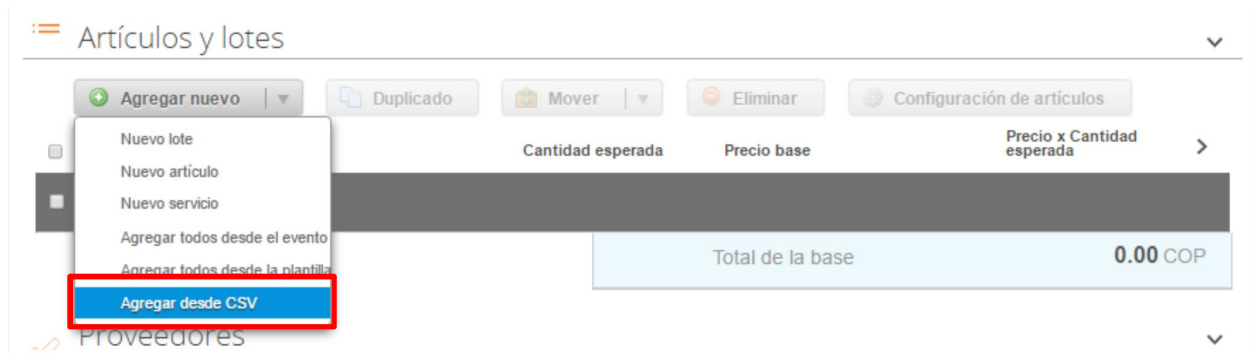 Artículos y lotes
Agregar nuevo
Duplicado
Mover
Eliminar
Configuración de artículos
Nuevo lote
Nuevo artículo
Nuevo servicio
Agregar todos desde el evento
Agregar todos desde la plantilla
Agregar desde CSV
Cantidad esperada
Precio base
Precio x Cantidad
esperada
Total de la base
0.00 COP
Proveedores